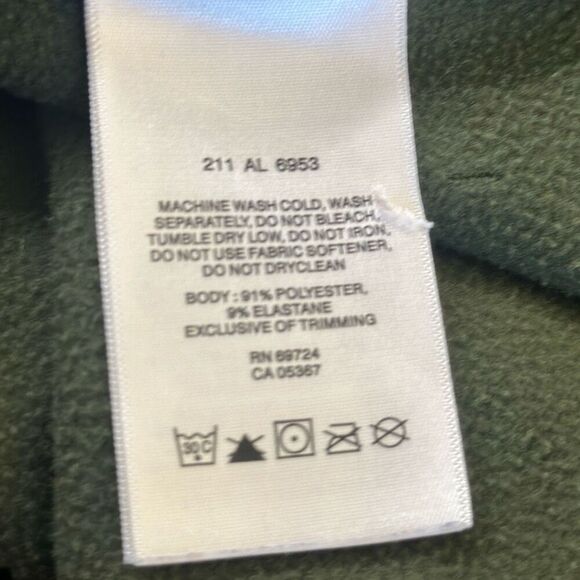 211 AL 6953
MACHINE WASH COLD, WASH
SEPARATELY, DO NOT BLEACH,
TUMBLE DRY LOW, DO NOT IRON,
DO NOT USE FABRIC SOFTENER,
DO NOT DRYCLEAN
BODY : 91% POLYESTER,
9% ELASTANE
EXCLUSIVE OF TRIMMING
RN 69724
CA 05367
30C